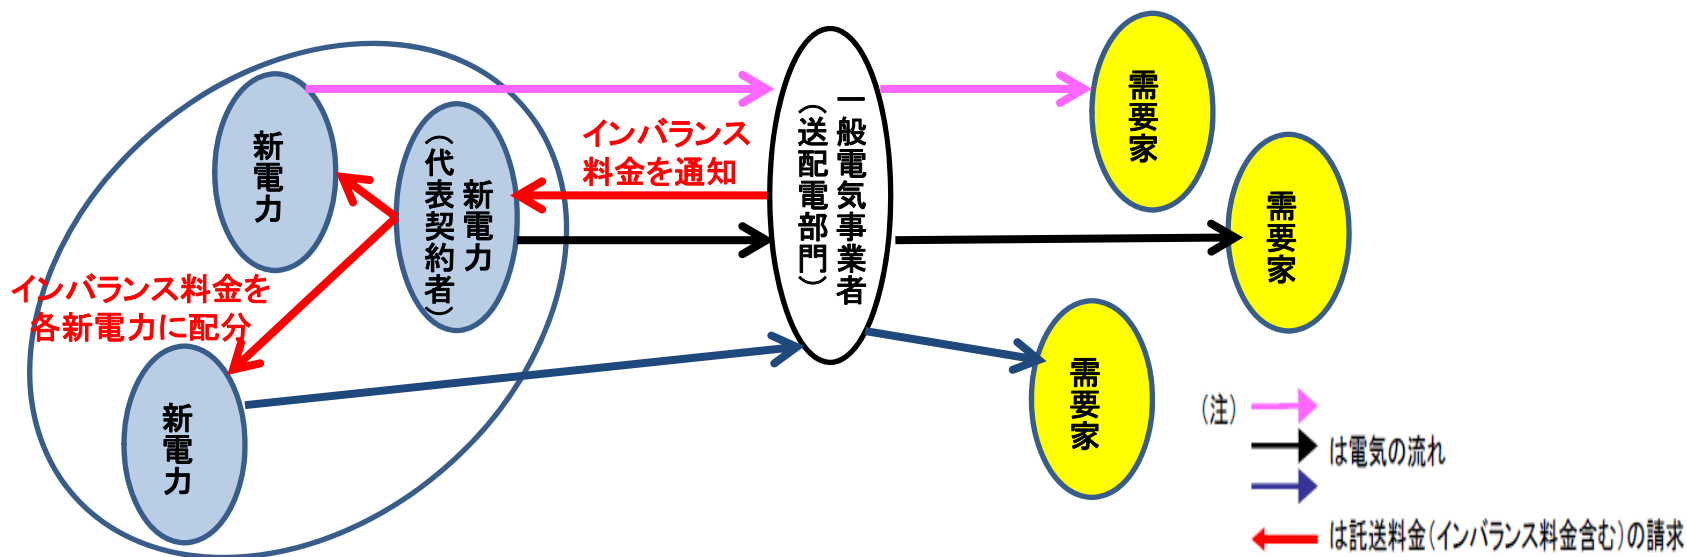 新電力
新電力
（代表契約者）
インバランス
料金を通知
一般電気事業者
（送配電部門）
需要家
需要家
需要家
インバランス料金を
各新電力に配分
新電力
（注）
は電気の流れ
は託送料金（インバランス料金含む）の請求